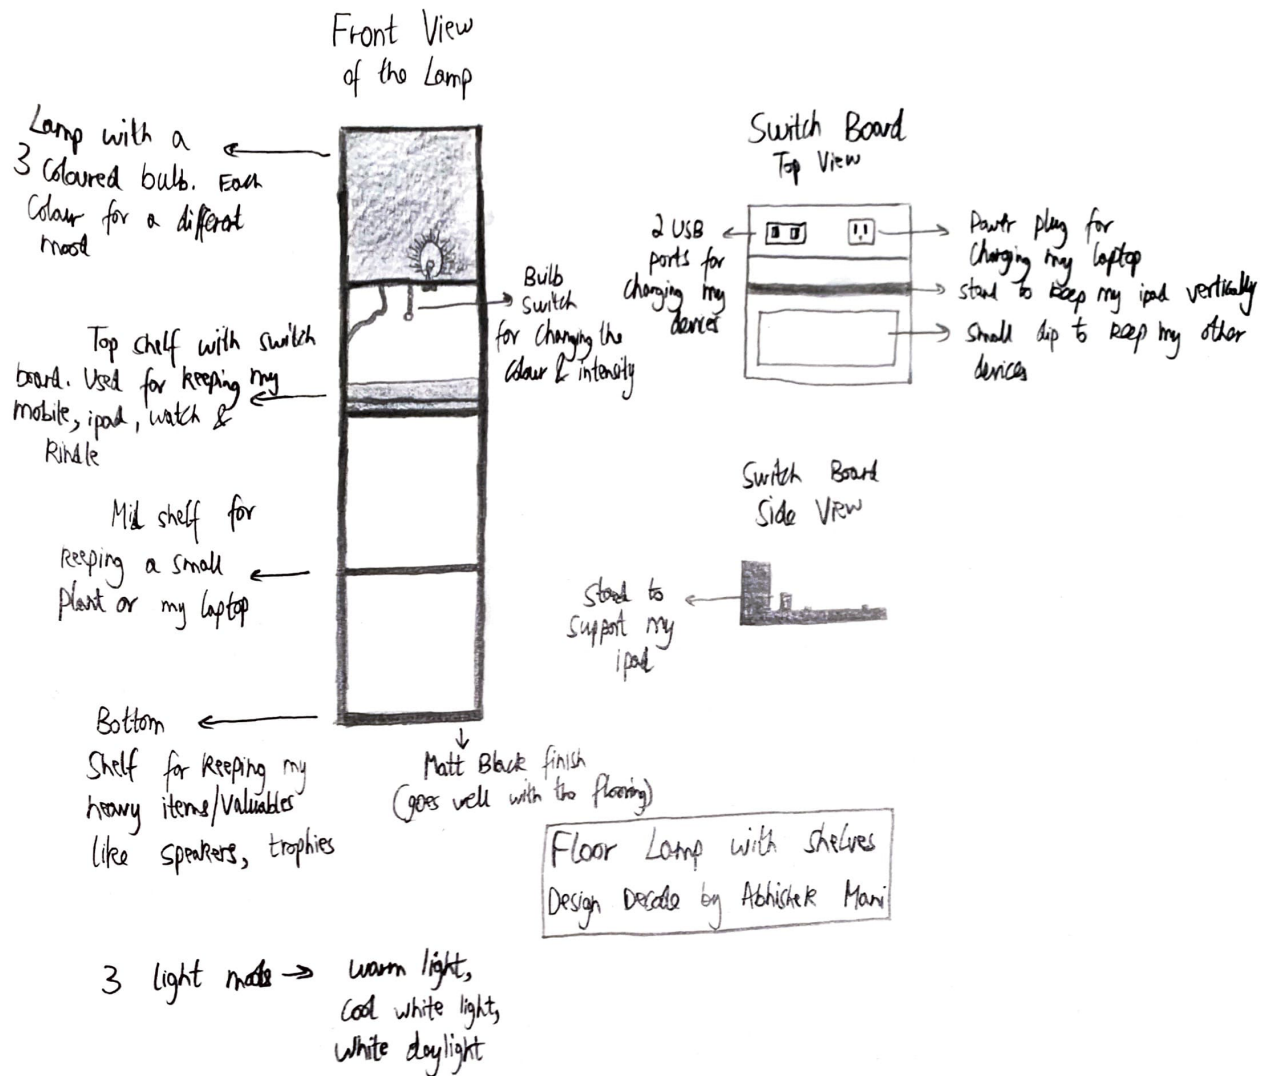 Front View
of the Lamp
Lamp with a
3 Coloured bulb. Each
Colour for a different
mood
Bulb
Switch
for changing the
colour & intensity
Top shelf with switch
board. Used for keeping my
mobile, ipad, watch &
Kindle
Mid shelf for
keeping a small
plant or my laptop
Bottom
Shelf for keeping my
heavy items/valuables
like speakers, trophies
Matt Black finish
(goes well with the flooring)
Switch Board
Top View
2 USB
ports for
charging my
devices
Power plug for
charging my laptop
stand to keep my ipad vertically
Small dip to keep my other
devices
Switch Board
Side View
Stand to
support my
ipad
Floor Lamp with shelves
Design Decode by Abhishek Mani
3 light mods → warm light,
Cool white light,
White daylight